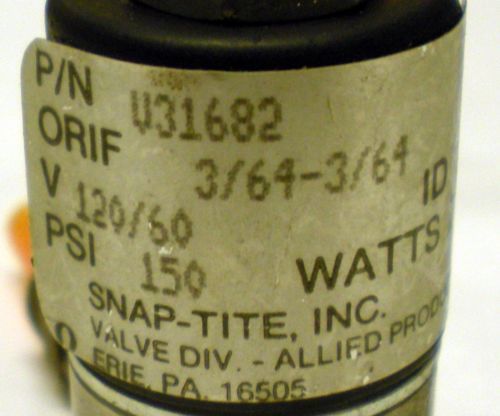 P/N V31682
ORIF 3/64-3/64
V 120/60 ID
PSI 150 WATTS
SNAP-TITE, INC.
VALVE DIV. - ALLIED
ERIE, PA. 16505